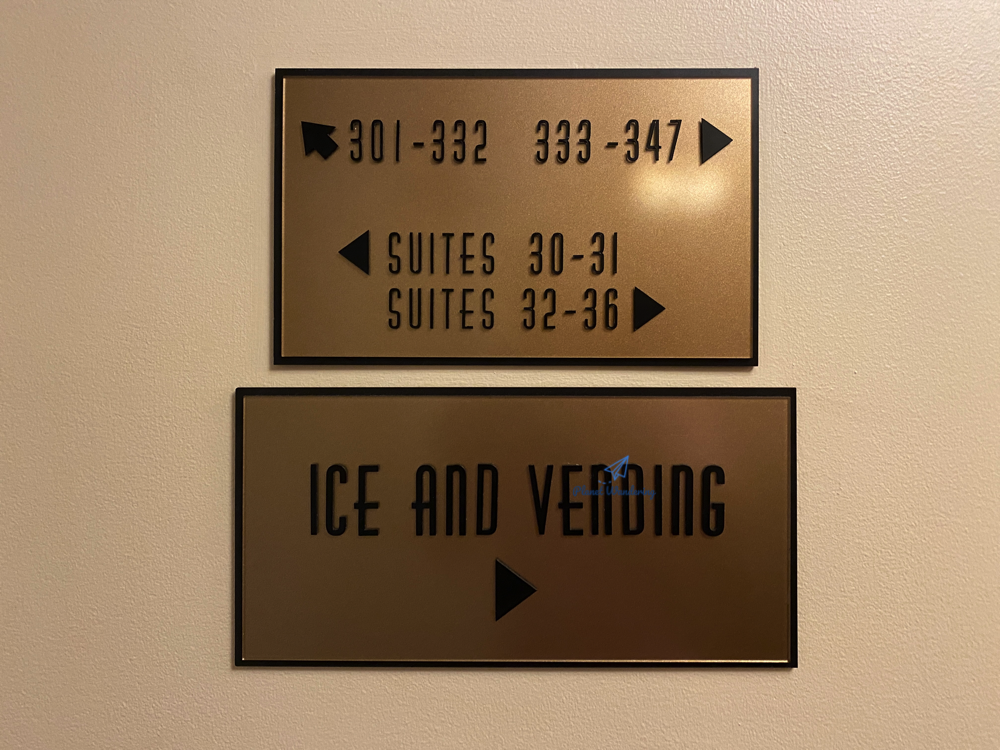 301-332 333-347
SUITES 30-31
SUITES 32-36
ICE AND VENDING